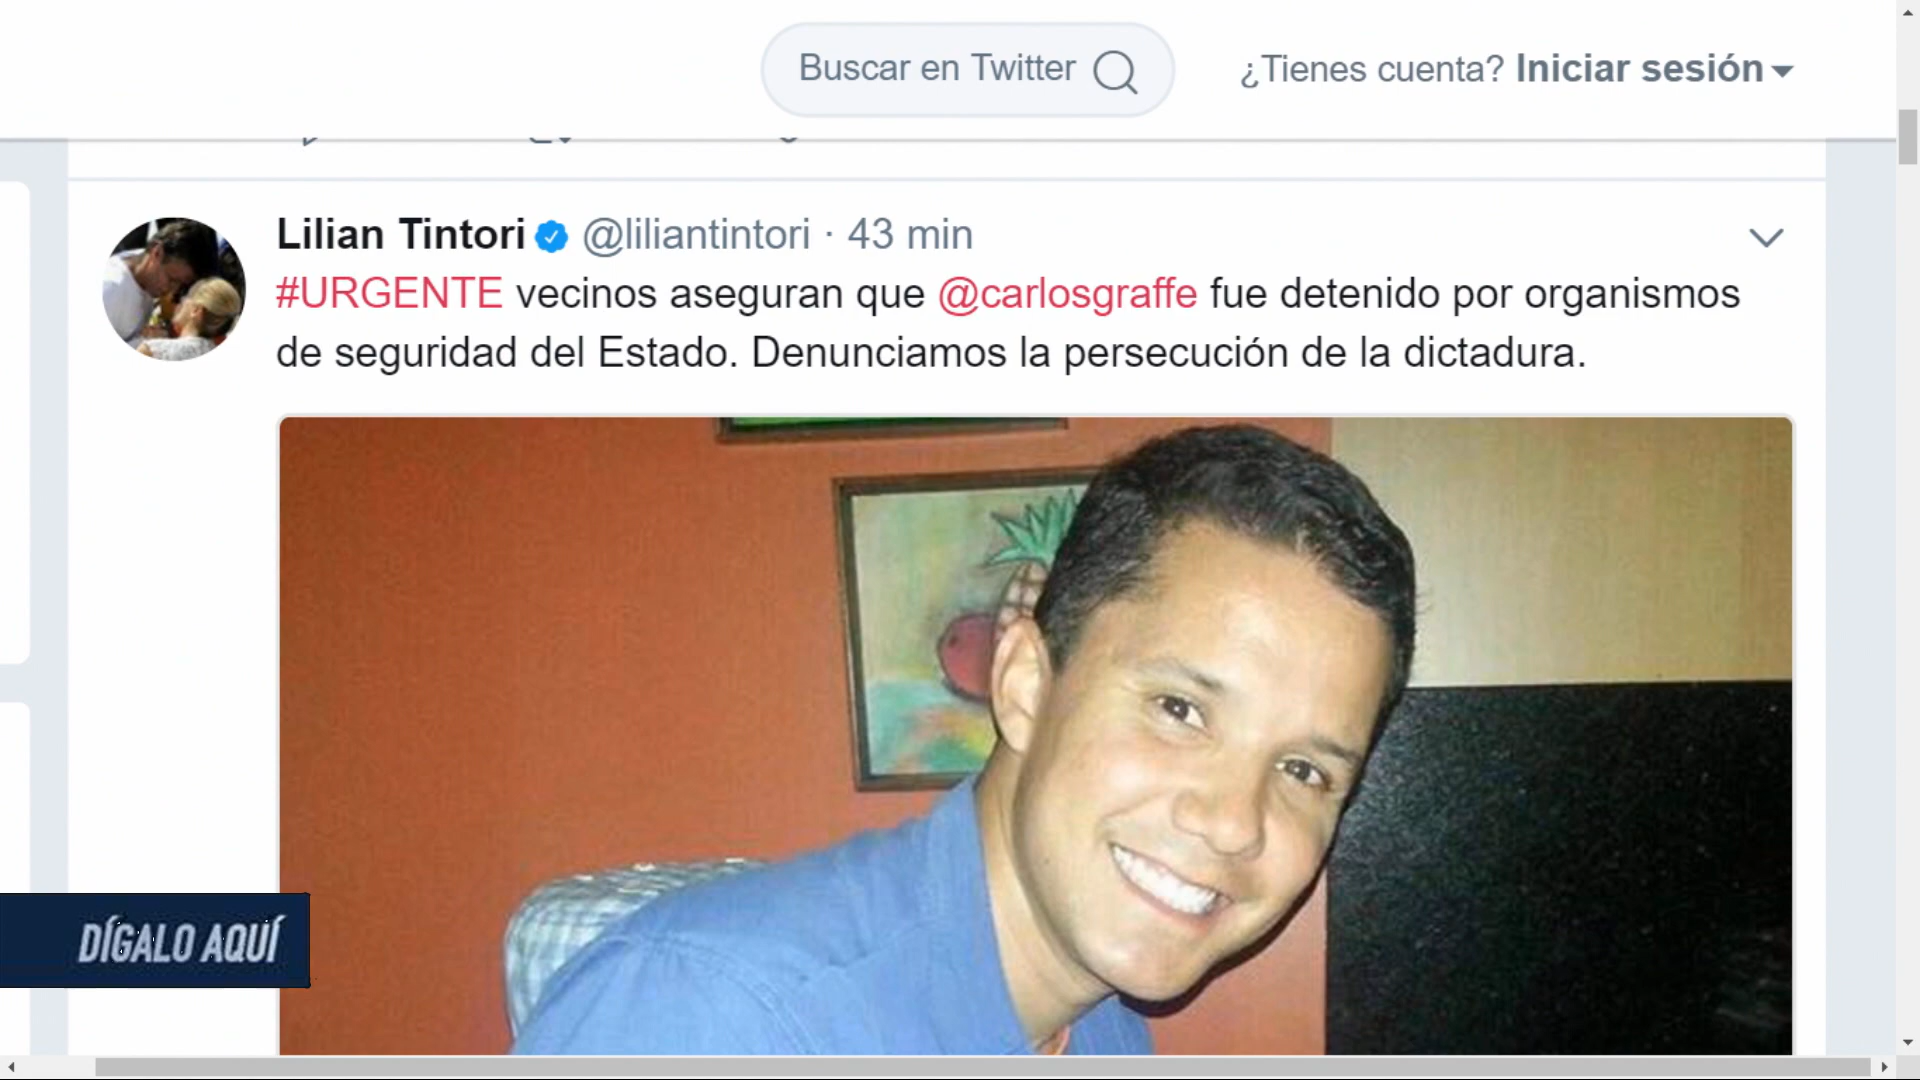 Buscar en Twitter
¿Tienes cuenta? Iniciar sesión
Lilian Tintori @liliantintori · 43 min
#URGENTE vecinos aseguran que @carlosgraffe fue detenido por organismos
de seguridad del Estado. Denunciamos la persecución de la dictadura.
DÍGALO AQUÍ